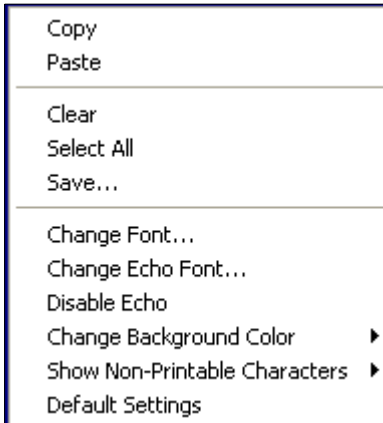 Copy
Paste
Clear
Select All
Save...
Change Font...
Change Echo Font...
Disable Echo
Change Background Color
Show Non-Printable Characters
Default Settings